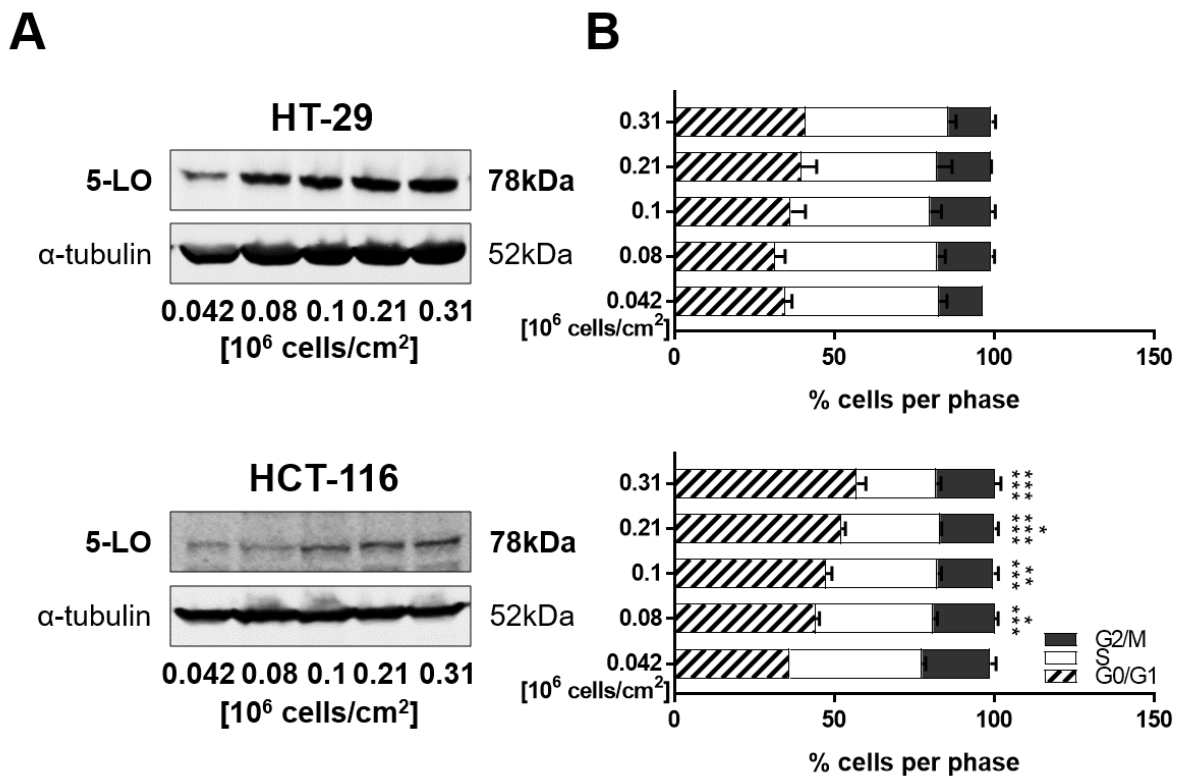 A
B
HT-29
5-LO 78kDa
α-tubulin 52kDa
0.042 0.08 0.1 0.21 0.31
[10⁶ cells/cm²]
0.31
0.21
0.1
0.08
0.042
[10⁶ cells/cm²]
0 50 100 150
% cells per phase
HCT-116
5-LO 78kDa
α-tubulin 52kDa
0.042 0.08 0.1 0.21 0.31
[10⁶ cells/cm²]
0.31
0.21
0.1
0.08
0.042
[10⁶ cells/cm²]
G2/M
S
G0/G1
0 50 100 150
% cells per phase